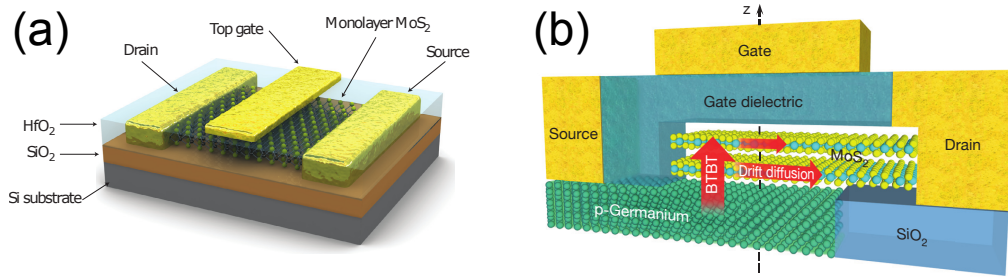 (a)
Top gate
Monolayer MoS2
Drain
Source
HfO2
SiO2
Si substrate
(b)
z
Gate
Gate dielectric
Source
MoS2
Drain
BTBT
Drift diffusion
p-Germanium
SiO2